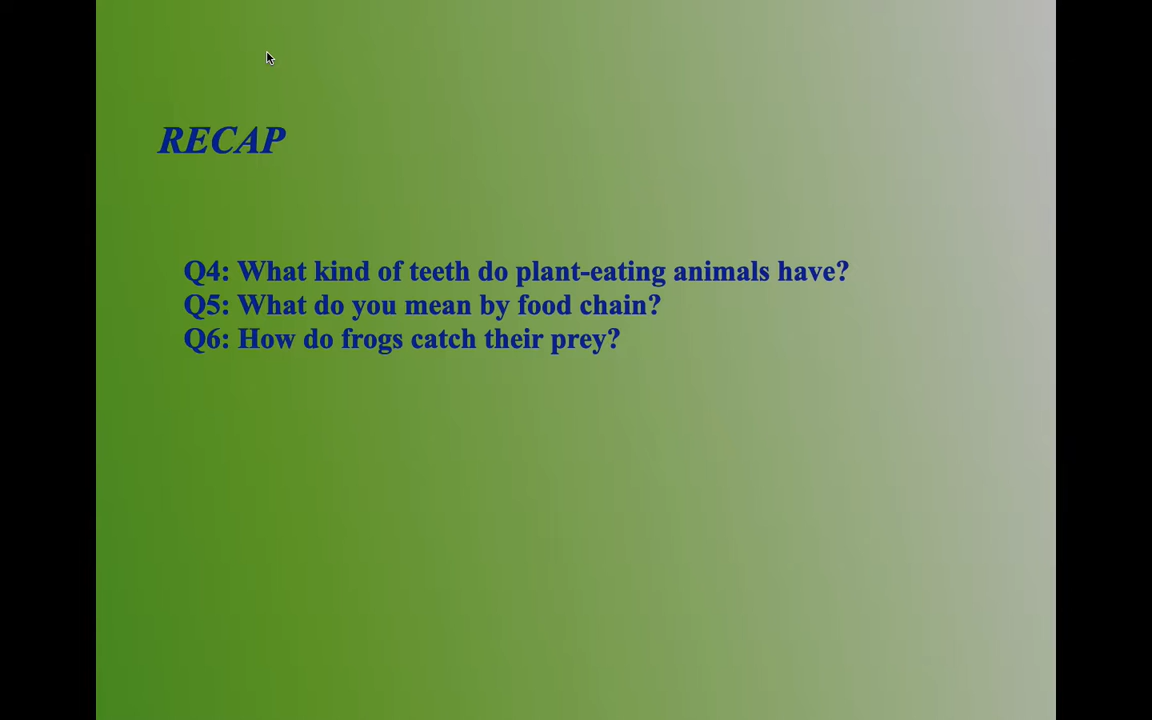 RECAP
Q4: What kind of teeth do plant-eating animals have?
Q5: What do you mean by food chain?
Q6: How do frogs catch their prey?